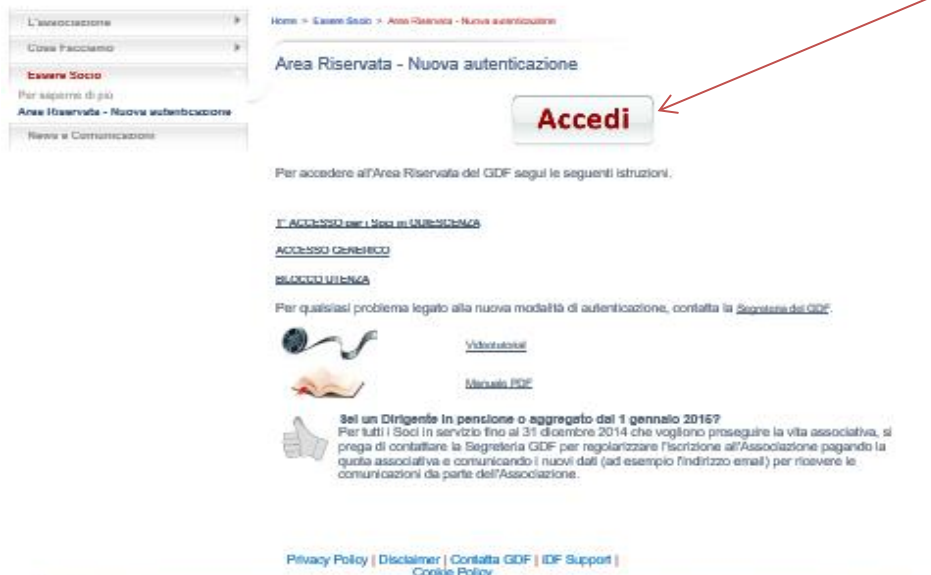 L'associazione
Cosa Facciamo
Essere Socio
Per saperne di più
Area Riservata - Nuova autenticazione
News e Comunicazioni
Home > Essere Socio > Area Riservata - Nuova autenticazione
Area Riservata - Nuova autenticazione
Accedi
Per accedere all'Area Riservata del GDF segui le seguenti istruzioni.
1° ACCESSO per i Soci in QUIESCENZA
ACCESSO GENERICO
BLOCCO UTENZA
Per qualsiasi problema legato alla nuova modalità di autenticazione, contatta la Segreteria del GDF.
Videotutorial
Manuale PDF
Sei un Dirigente in pensione o aggregato dal 1 gennaio 2015?
Per tutti i Soci in servizio fino al 31 dicembre 2014 che vogliono proseguire la vita associativa, si
prega di contattare la Segreteria GDF per regolarizzare l'iscrizione all'Associazione pagando la
quota associativa e comunicando i nuovi dati (ad esempio l'indirizzo email) per ricevere le
comunicazioni da parte dell'Associazione.
Privacy Policy | Disclaimer | Contatta GDF | IDF Support |
Cookie Policy